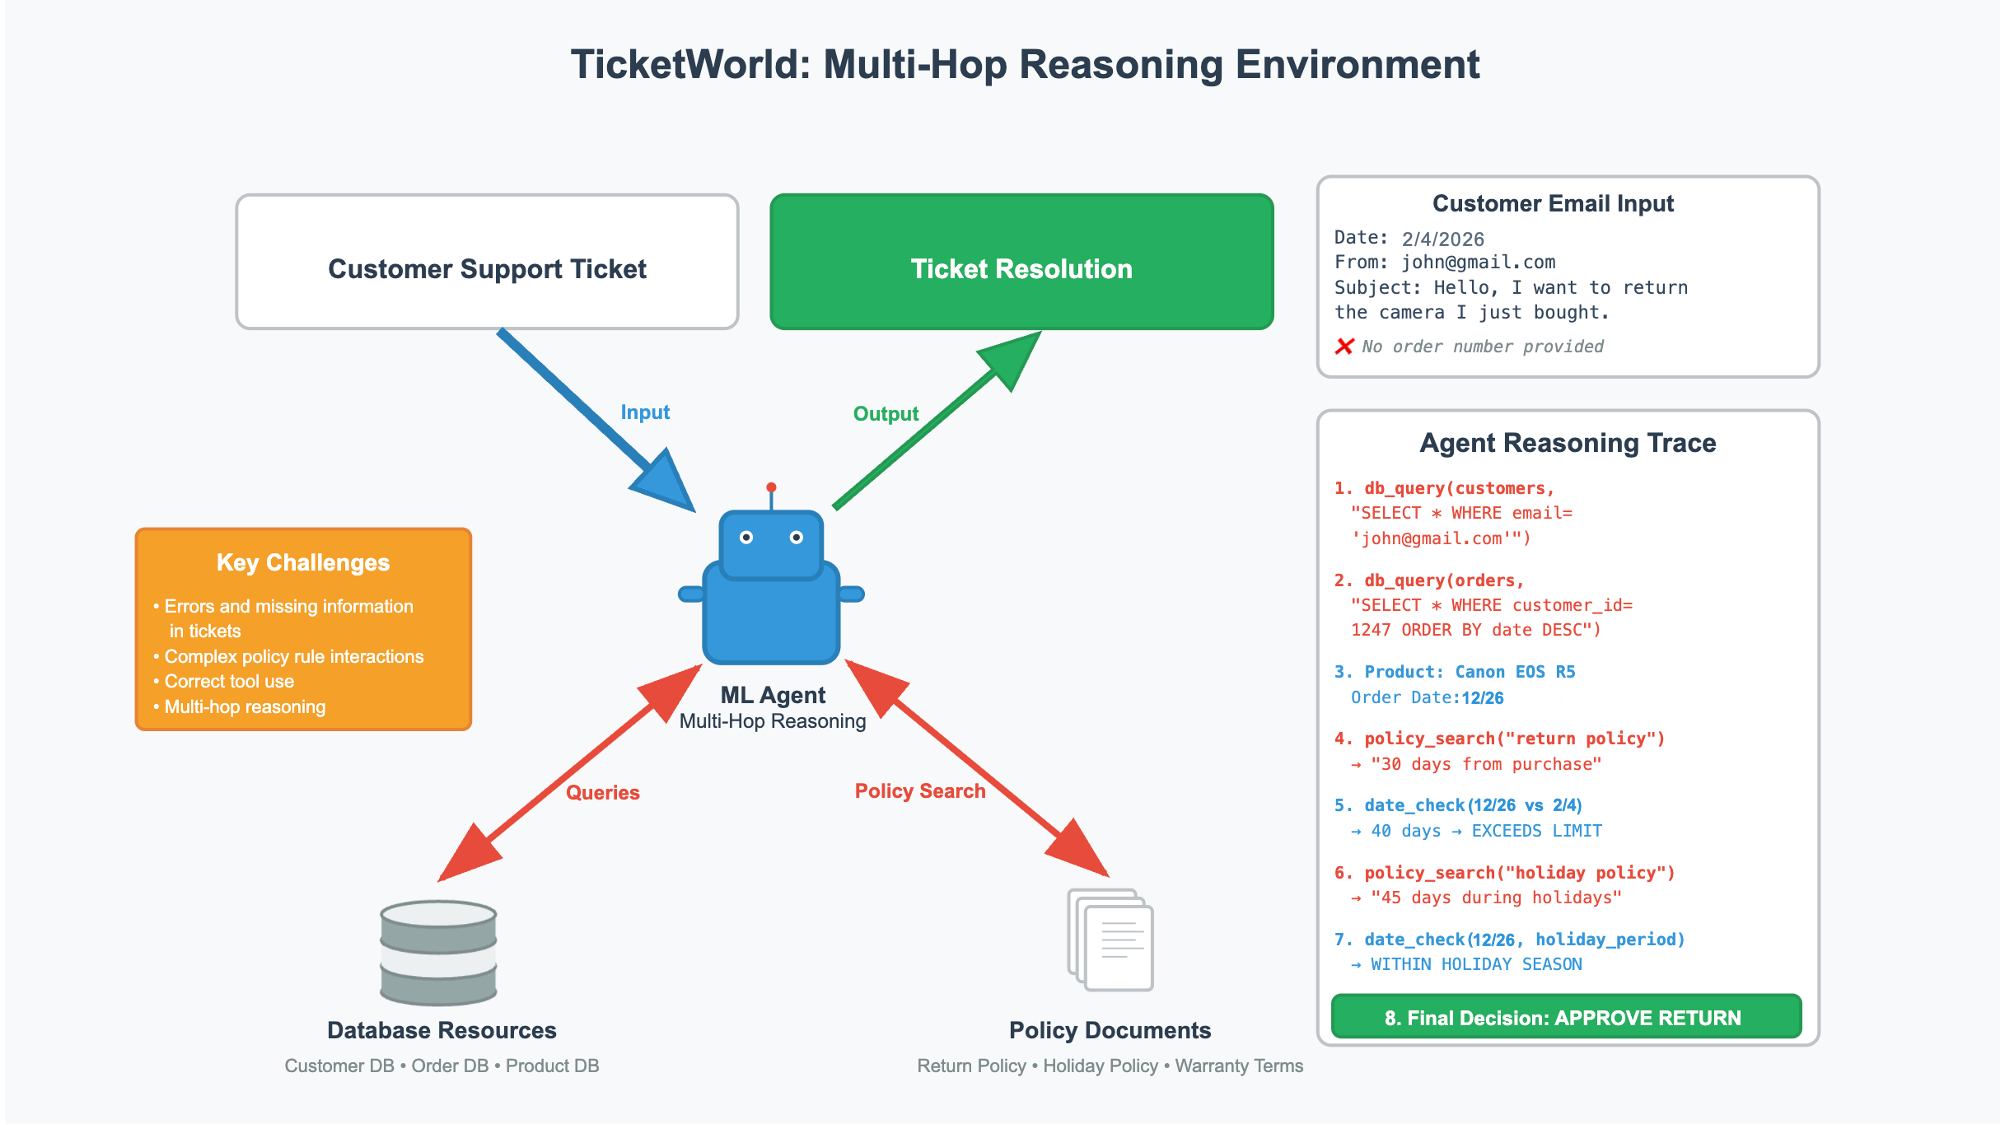 TicketWorld: Multi-Hop Reasoning Environment
Customer Support Ticket
Ticket Resolution
Input
Output
Key Challenges
• Errors and missing information
in tickets
• Complex policy rule interactions
• Correct tool use
• Multi-hop reasoning
ML Agent
Multi-Hop Reasoning
Queries
Policy Search
Database Resources
Customer DB • Order DB • Product DB
Policy Documents
Return Policy • Holiday Policy • Warranty Terms
Customer Email Input
Date: 2/4/2026
From: john@gmail.com
Subject: Hello, I want to return
the camera I just bought.
❌ No order number provided
Agent Reasoning Trace
1. db_query(customers,
"SELECT * WHERE email=
'john@gmail.com'")
2. db_query(orders,
"SELECT * WHERE customer_id=
1247 ORDER BY date DESC")
3. Product: Canon EOS R5
Order Date:12/26
4. policy_search("return policy")
→ "30 days from purchase"
5. date_check(12/26 vs 2/4)
→ 40 days → EXCEEDS LIMIT
6. policy_search("holiday policy")
→ "45 days during holidays"
7. date_check(12/26, holiday_period)
→ WITHIN HOLIDAY SEASON
8. Final Decision: APPROVE RETURN